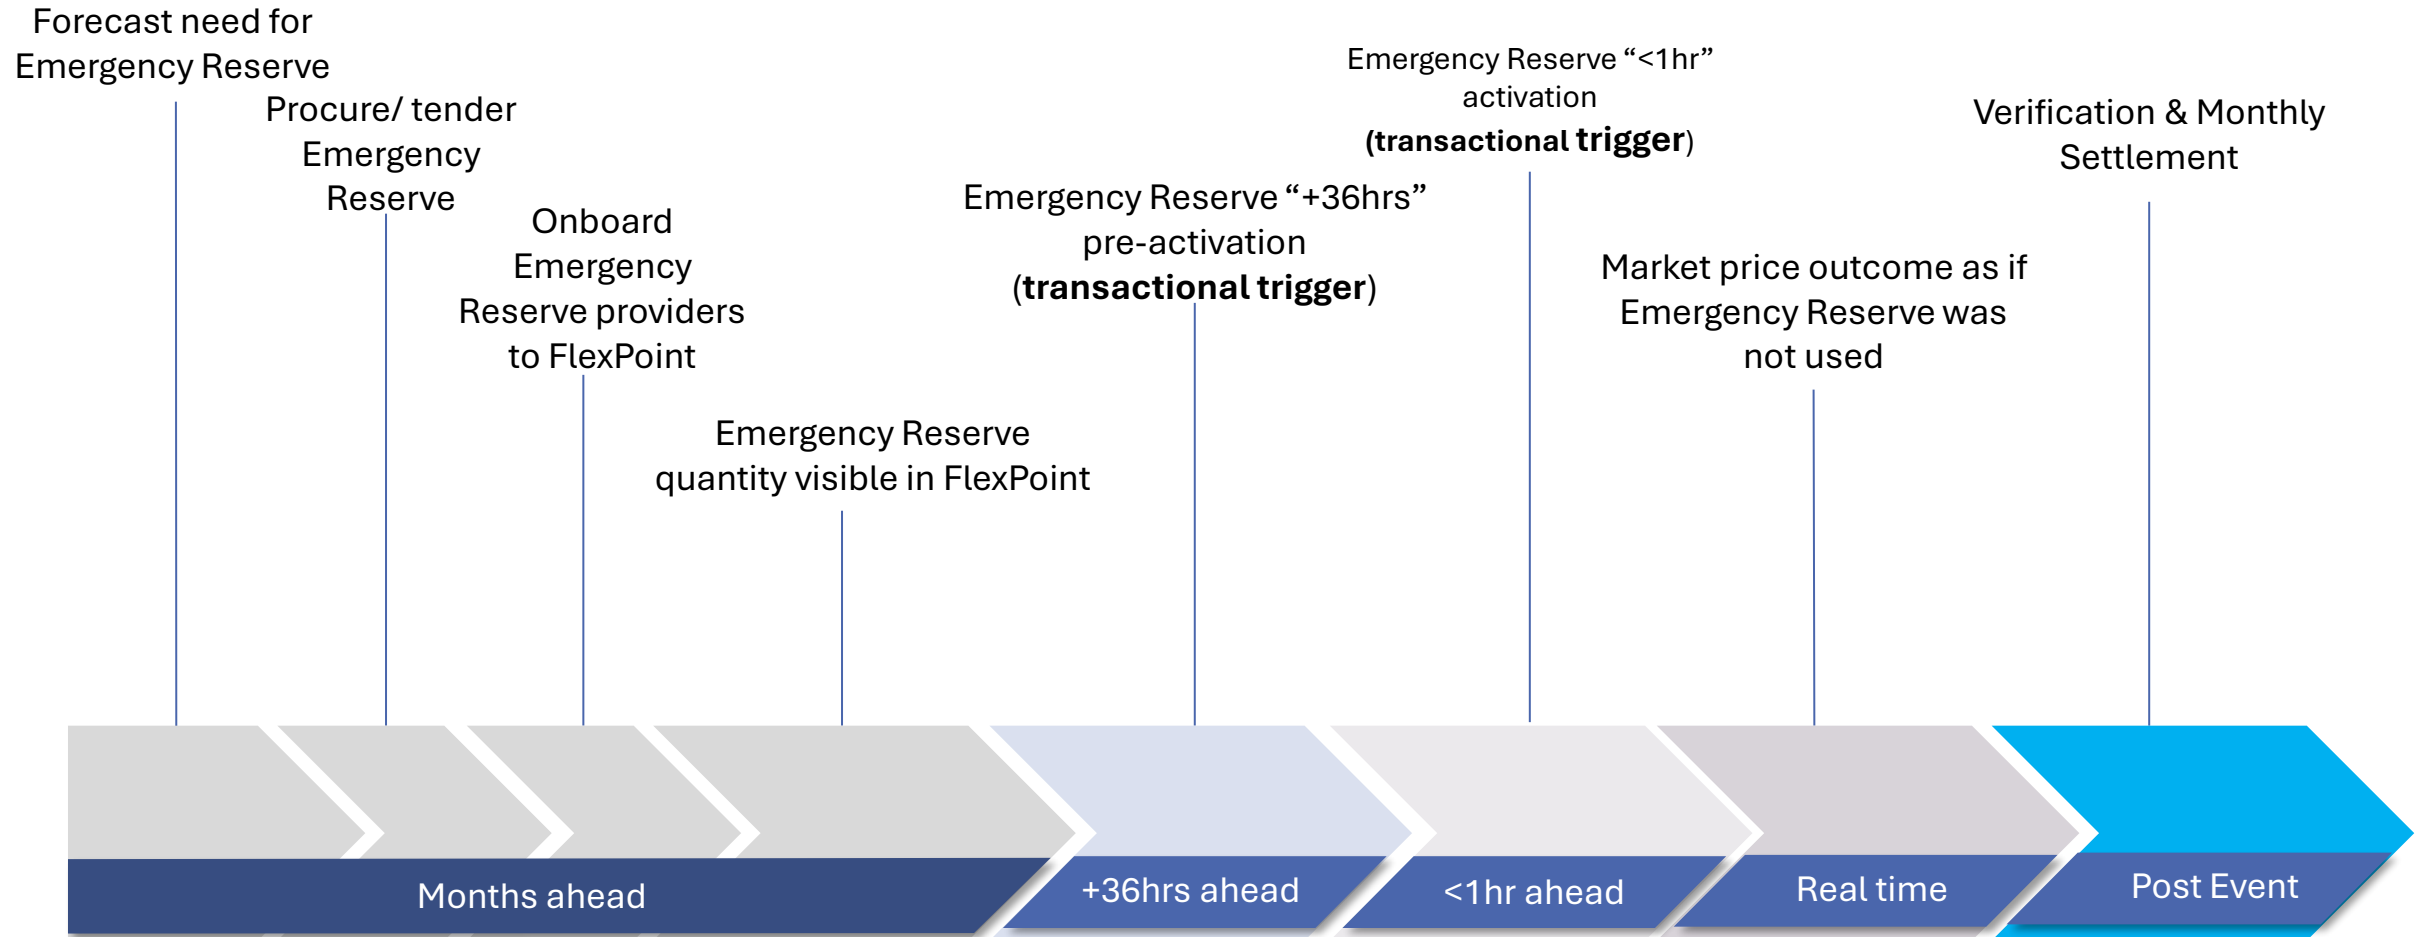 Forecast need for
Emergency Reserve
Procure/ tender
Emergency
Reserve
Onboard
Emergency
Reserve providers
to FlexPoint
Emergency Reserve
quantity visible in FlexPoint
Emergency Reserve “+36hrs”
pre-activation
(transactional trigger)
Emergency Reserve “<1hr”
activation
(transactional trigger)
Market price outcome as if
Emergency Reserve was
not used
Verification & Monthly
Settlement
Months ahead
+36hrs ahead
<1hr ahead
Real time
Post Event